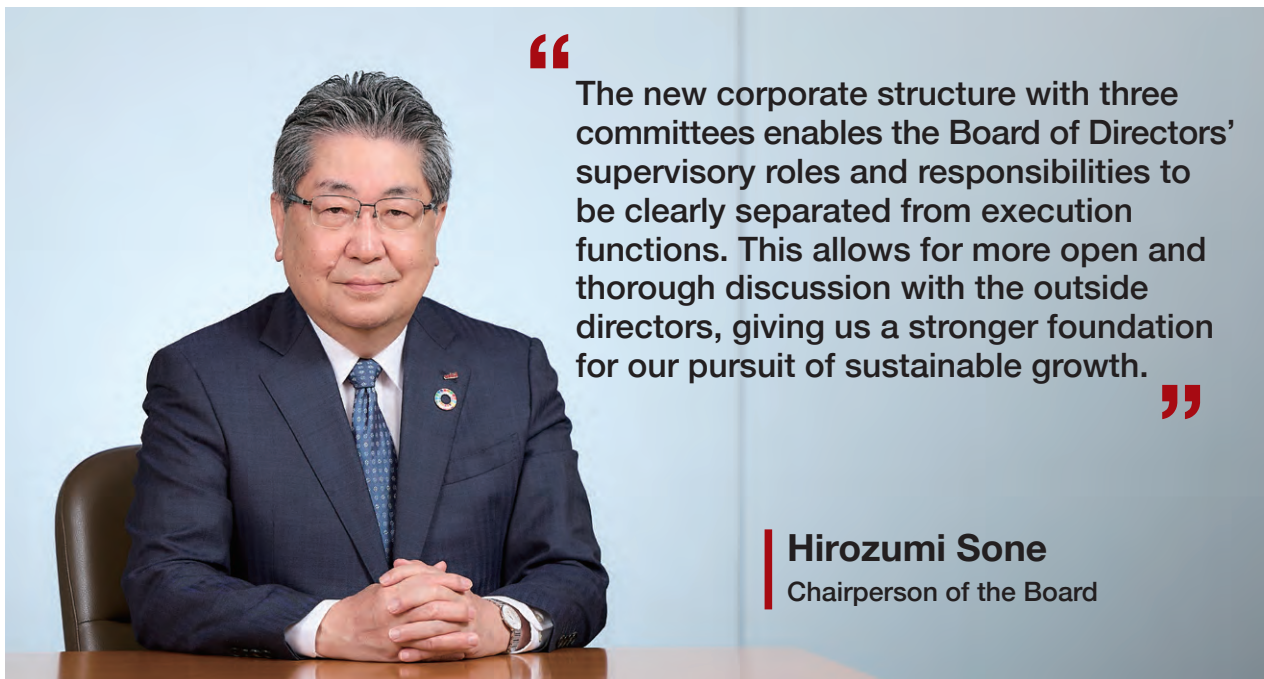 “
The new corporate structure with three
committees enables the Board of Directors’
supervisory roles and responsibilities to
be clearly separated from execution
functions. This allows for more open and
thorough discussion with the outside
directors, giving us a stronger foundation
for our pursuit of sustainable growth.
”
Hirozumi Sone
Chairperson of the Board